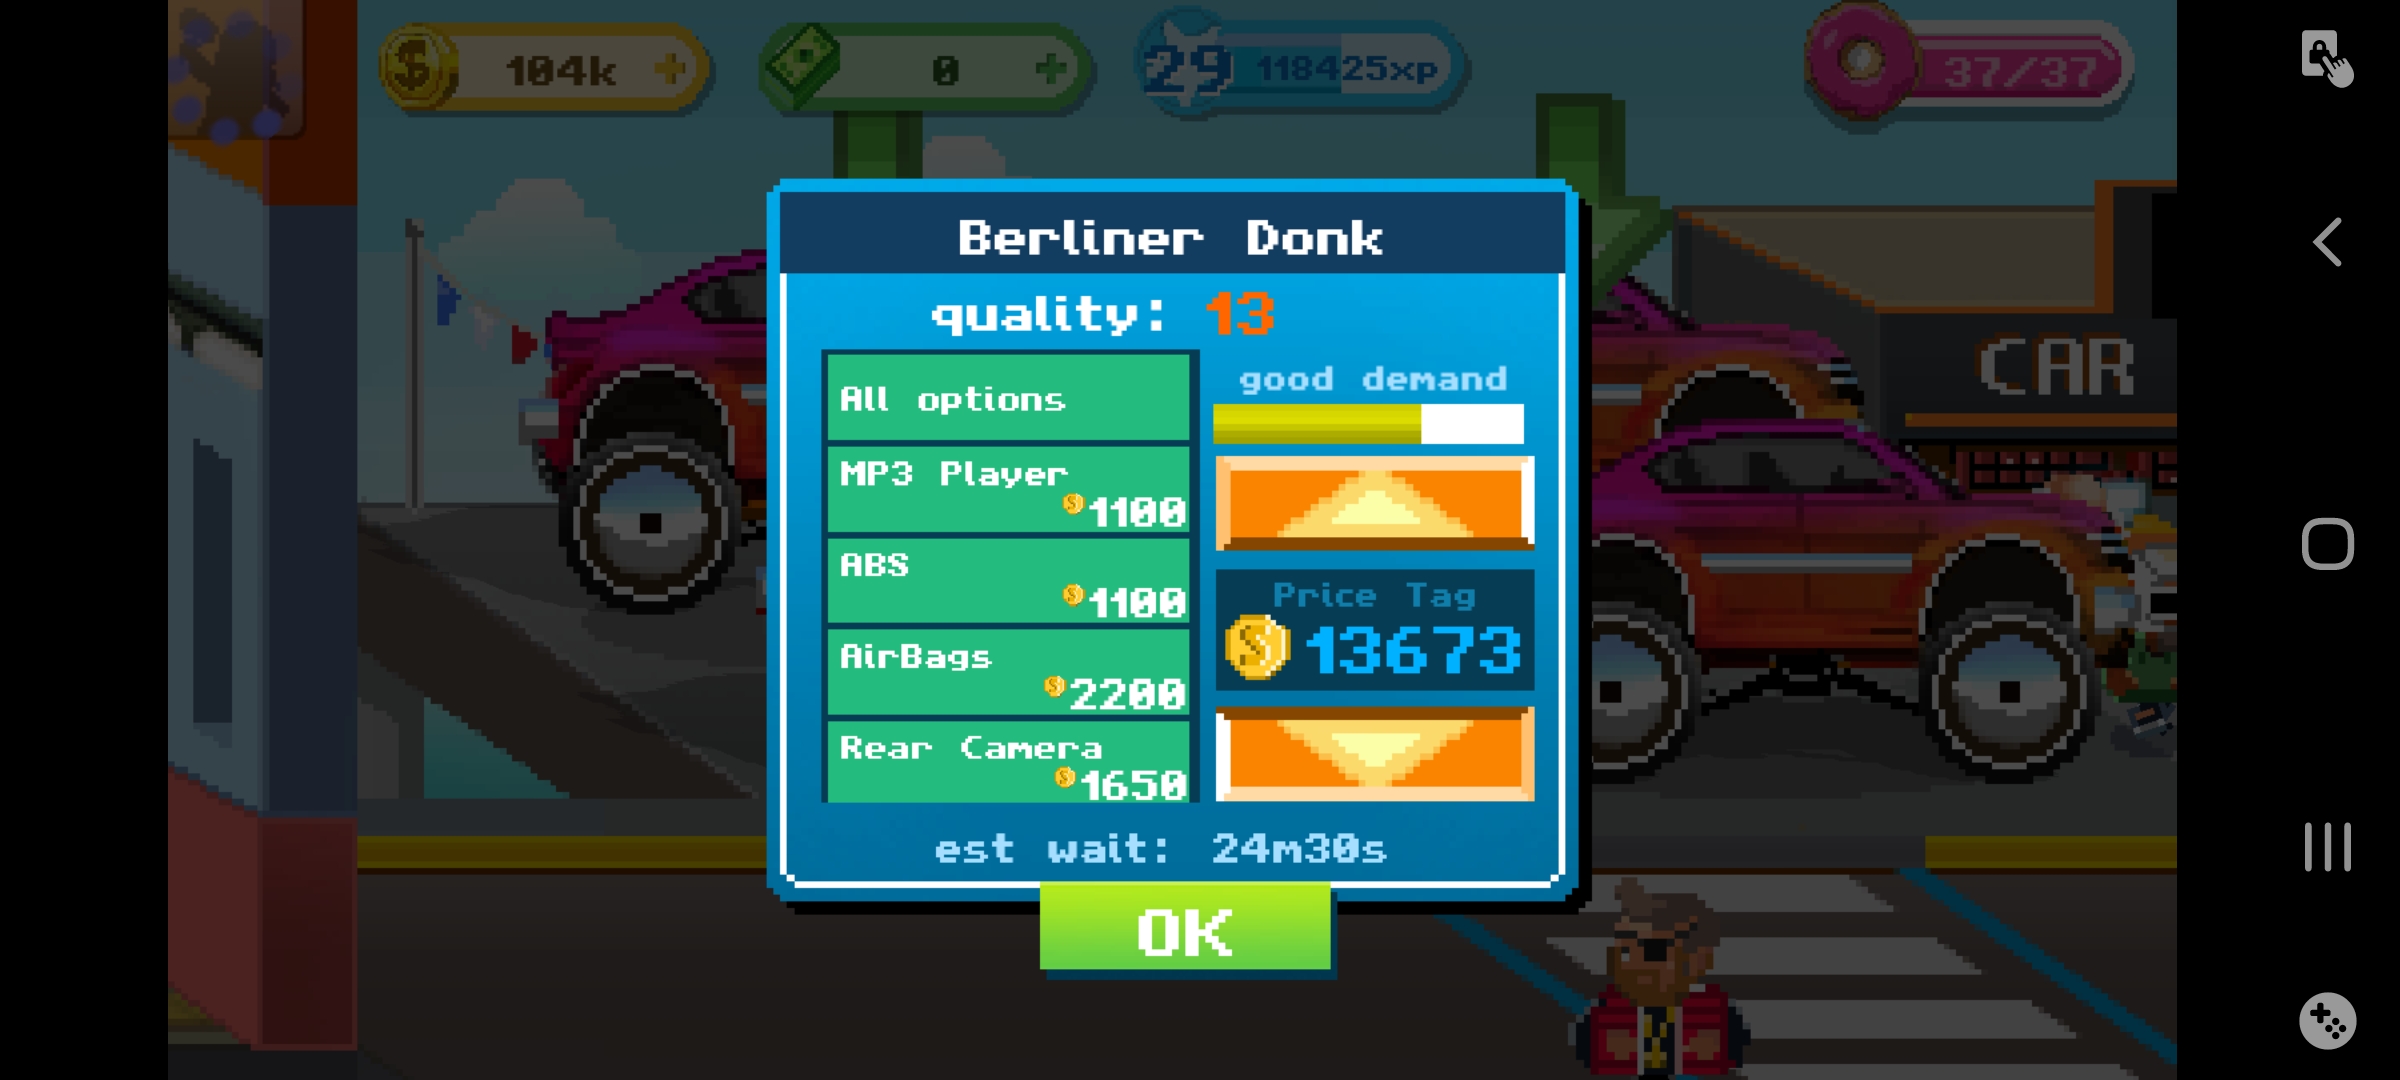 104k
0
29
118425xp
37/37
CAR
Berliner Donk
quality: 13
All options
MP3 Player
1100
ABS
1100
AirBags
2200
Rear Camera
1650
good demand
Price Tag
13673
est wait: 24m30s
OK